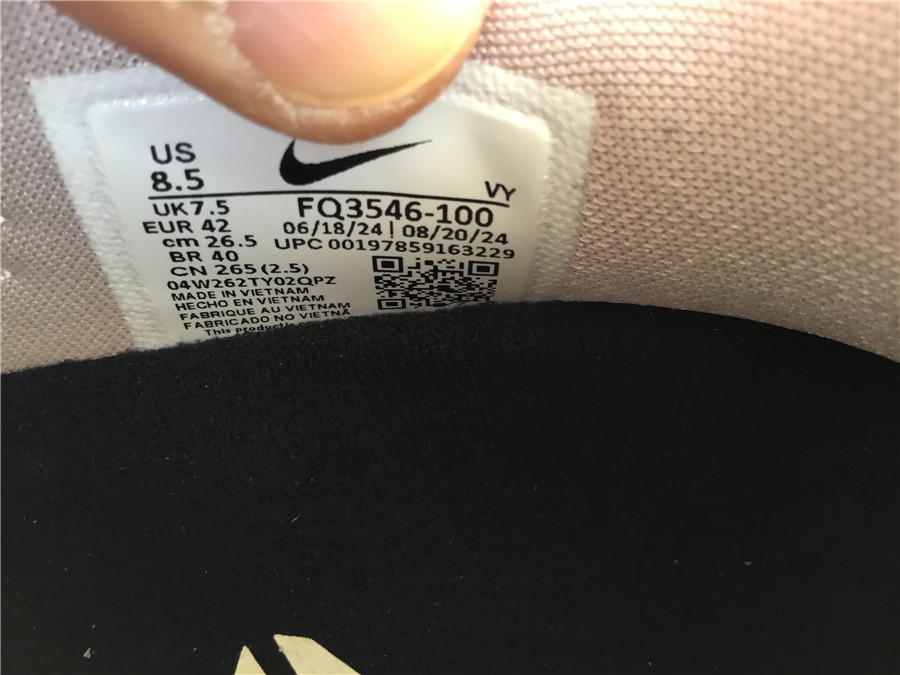 US
8.5
VY
UK7.5
FQ3546-100
EUR 42
06/18/24 | 08/20/24
cm 26.5
UPC 00197859163229
BR 40
CN 265 (2.5)
04W262TY02QPZ
MADE IN VIETNAM
HECHO EN VIETNAM
FABRIQUE AU VIETNAM
FABRICADO NO VIETNÃ
This product